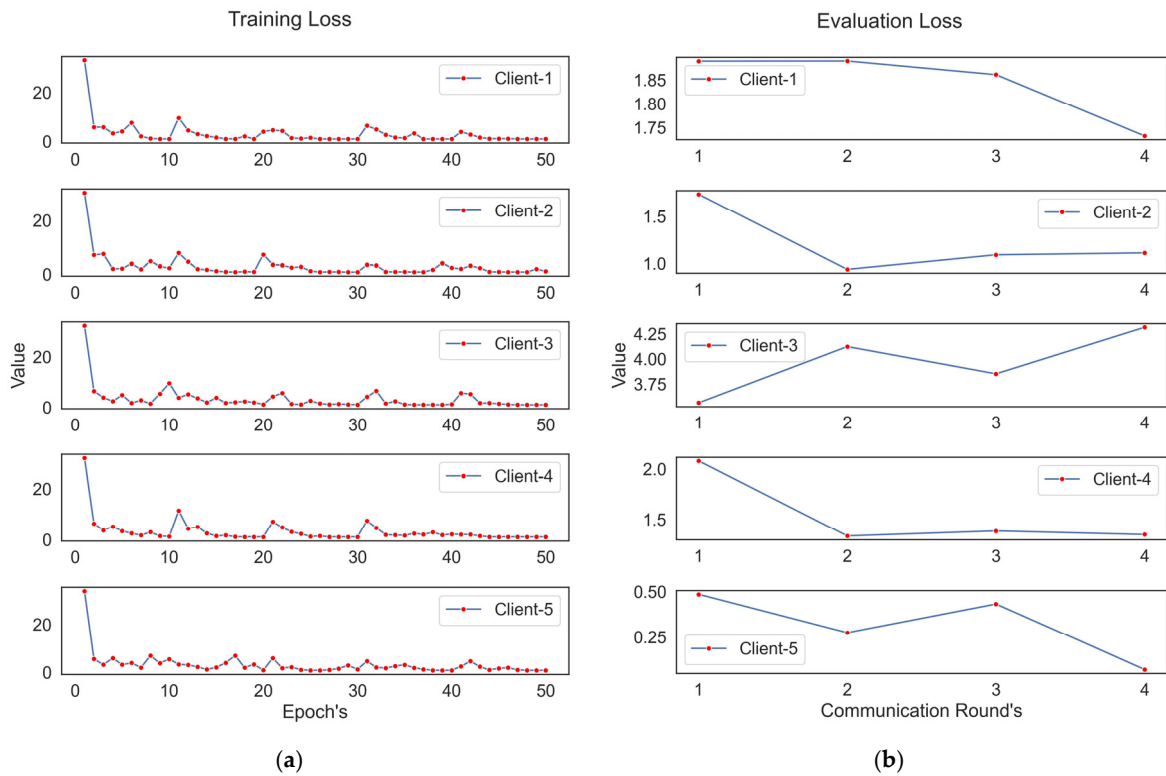 Training Loss
Client-1
20
0
0 10 20 30 40 50
Client-2
20
0
0 10 20 30 40 50
Client-3
Value
20
0
0 10 20 30 40 50
Client-4
20
0
0 10 20 30 40 50
Client-5
20
0
0 10 20 30 40 50
Epoch's
(a)
Evaluation Loss
Client-1
1.85
1.80
1.75
1 2 3 4
Client-2
1.5
1.0
1 2 3 4
Client-3
Value
4.25
4.00
3.75
1 2 3 4
Client-4
2.0
1.5
1 2 3 4
0.50
0.25
Client-5
1 2 3 4
Communication Round's
(b)